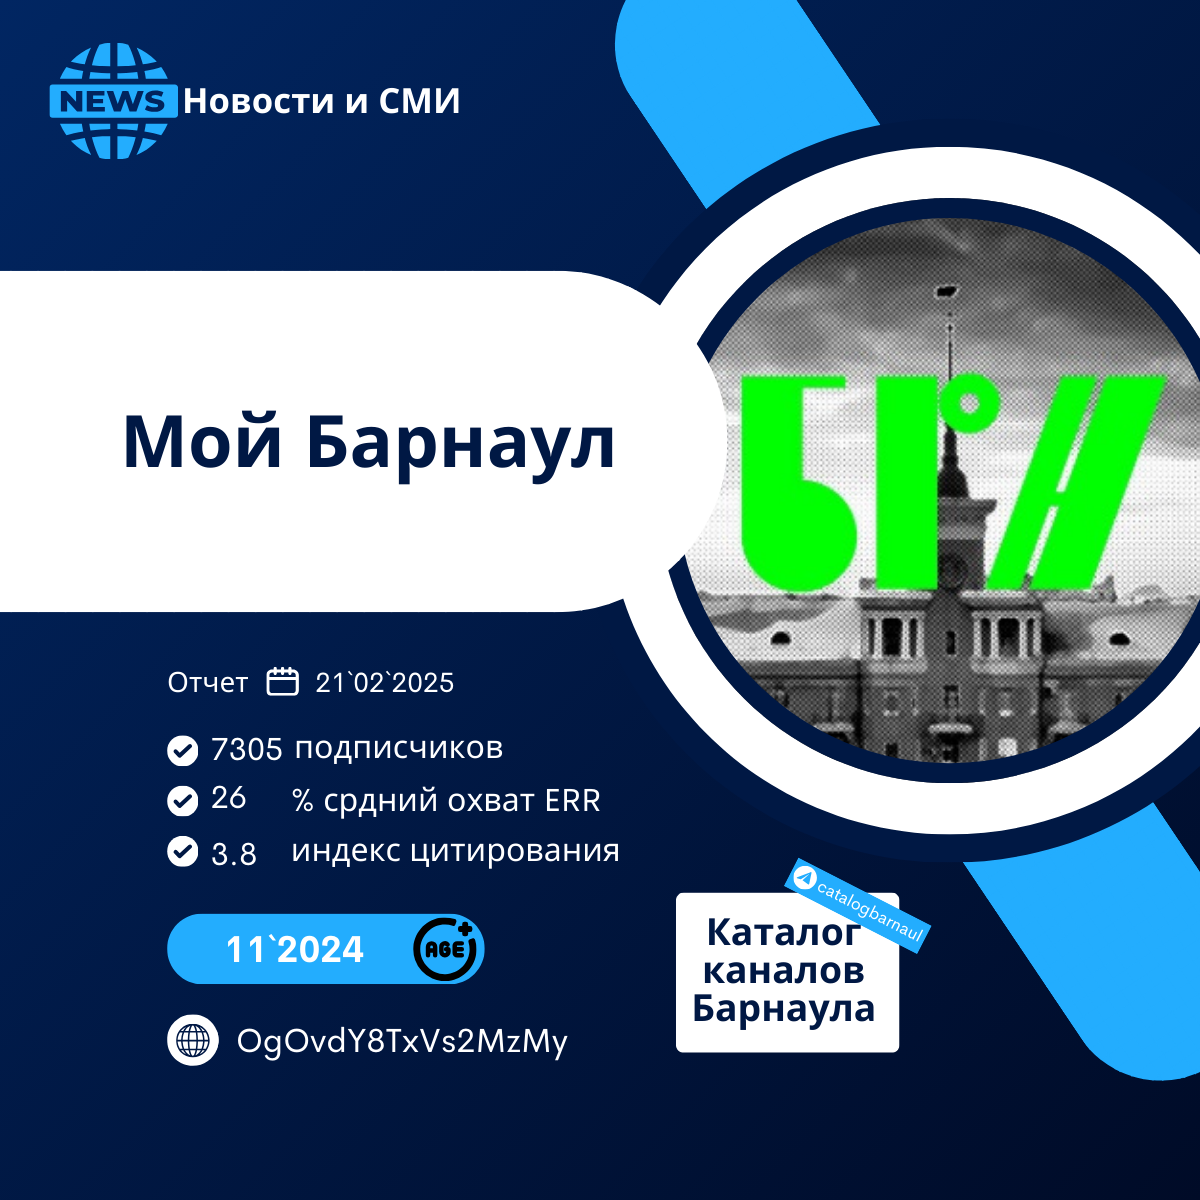 NEWS
Новости и СМИ
Мой Барнаул
БРН
Отчет 21`02`2025
7305 подписчиков
26 % срдний охват ERR
3.8 индекс цитирования
11`2024
AGE+
OgOvdY8TxVs2MzMy
catalogbarnaul
Каталог
каналов
Барнаула